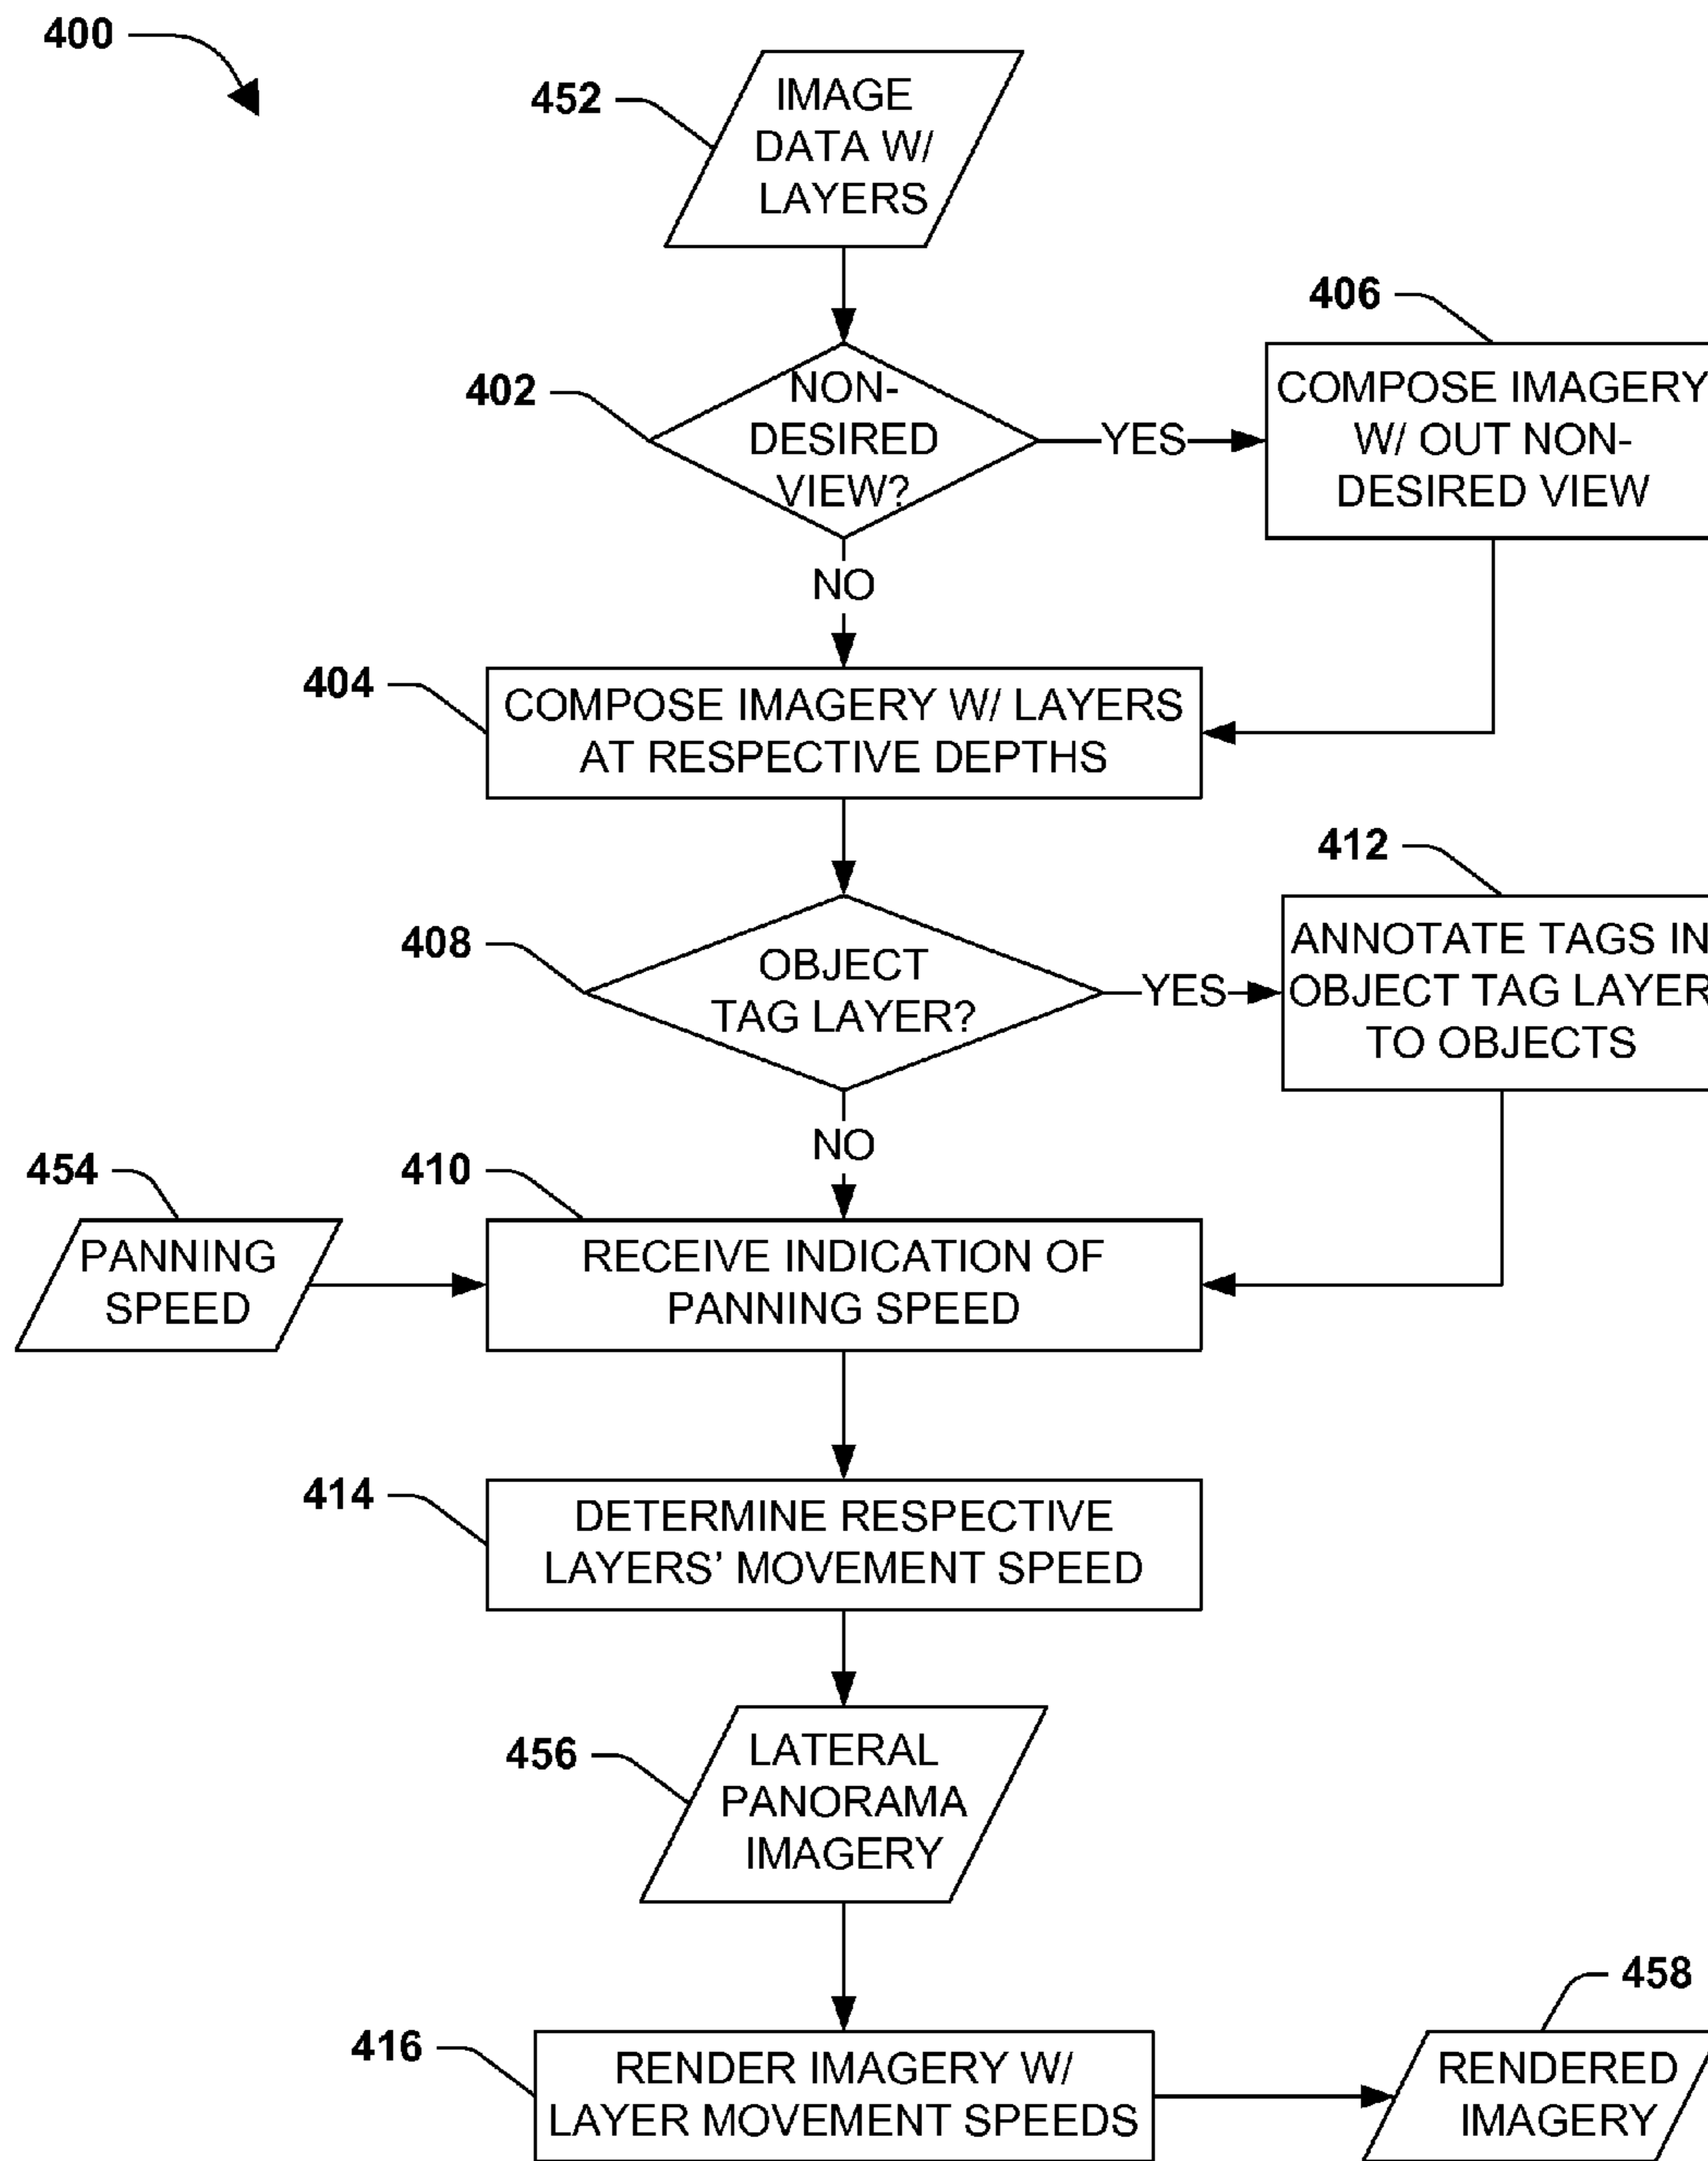 400
452
IMAGE
DATA W/
LAYERS
406
402
NON-
DESIRED
VIEW?
YES
COMPOSE IMAGERY
W/ OUT NON-
DESIRED VIEW
NO
404
COMPOSE IMAGERY W/ LAYERS
AT RESPECTIVE DEPTHS
412
408
OBJECT
TAG LAYER?
YES
ANNOTATE TAGS IN
OBJECT TAG LAYER
TO OBJECTS
NO
454
410
PANNING
SPEED
RECEIVE INDICATION OF
PANNING SPEED
414
DETERMINE RESPECTIVE
LAYERS’ MOVEMENT SPEED
456
LATERAL
PANORAMA
IMAGERY
458
416
RENDER IMAGERY W/
LAYER MOVEMENT SPEEDS
RENDERED
IMAGERY